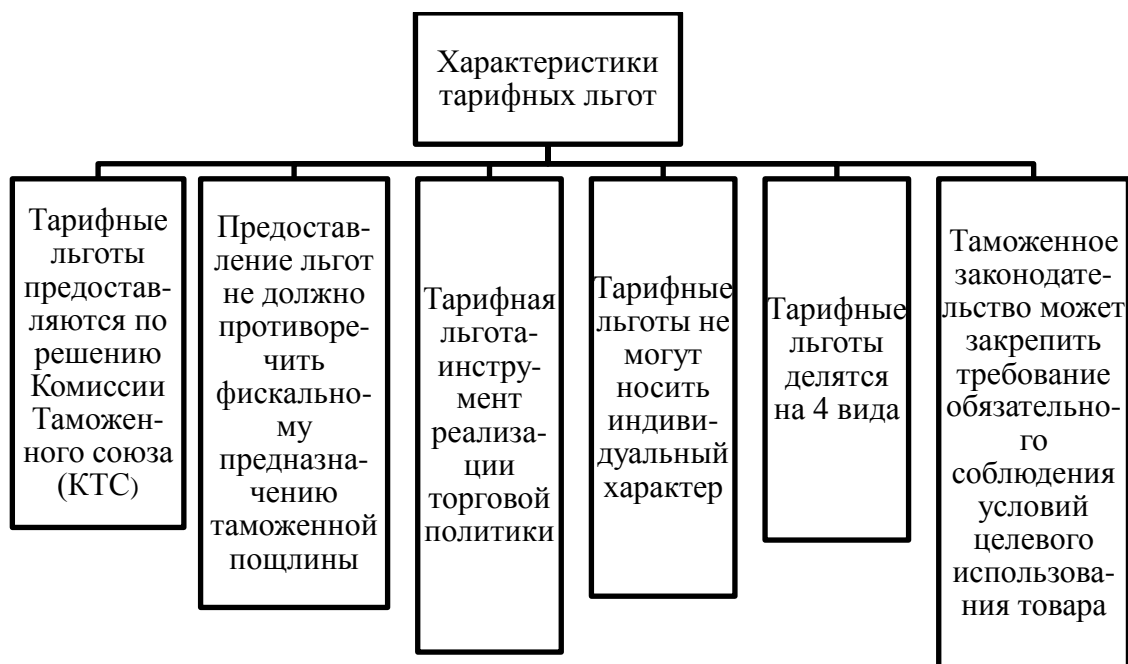 Характеристики
тарифных льгот
Тарифные
льготы
предостав-
ляются по
решению
Комиссии
Таможен-
ного союза
(КТС)
Предостав-
ление льгот
не должно
противоре-
чить
фискально-
му
предназна-
чению
таможенной
пощлины
Тарифная
льгота-
инстру-
мент
реализа-
ции
торговой
политики
Тарифные
льготы не
могут
носить
индиви-
дуальный
характер
Тарифные
льготы
делятся
на 4 вида
Таможенное
законодате-
льство может
закрепить
требование
обязательно-
го
соблюдения
условий
целевого
использова-
ния товара